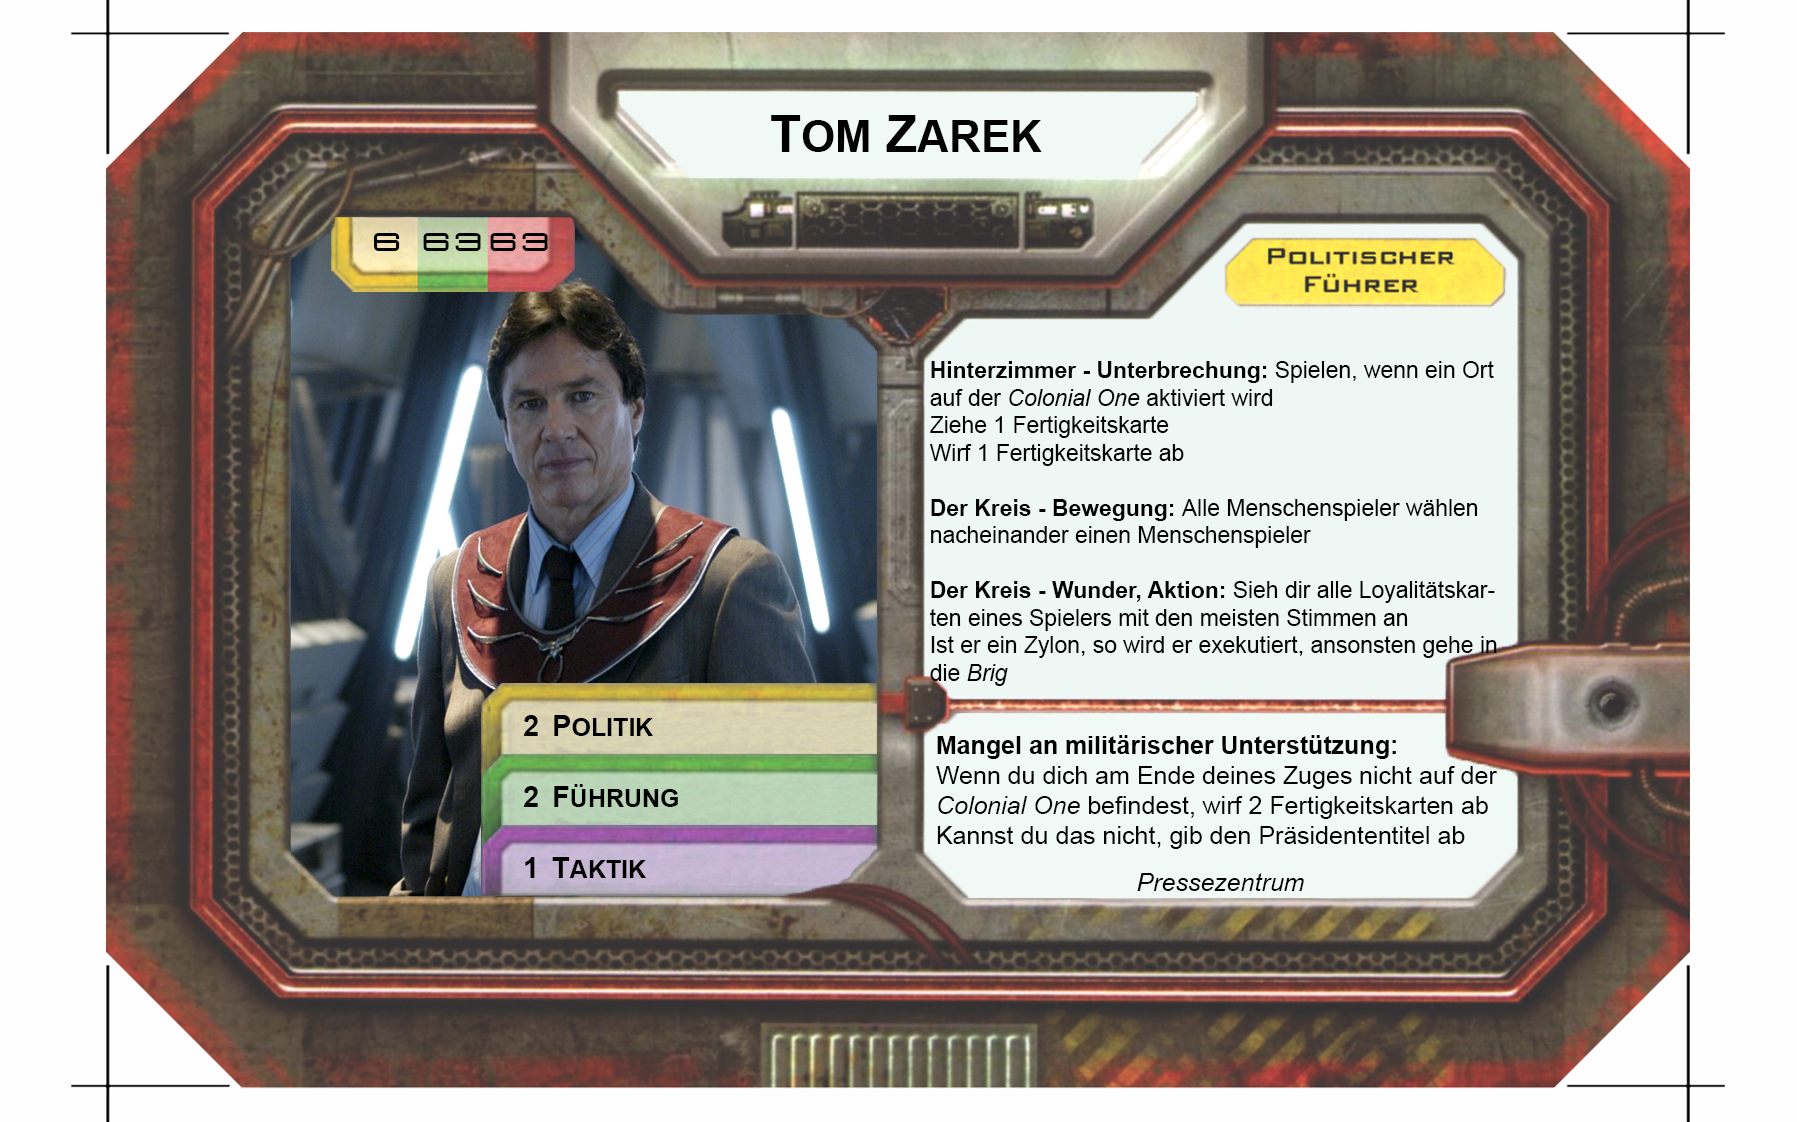 TOM ZAREK
6 63 63
POLITISCHER
FÜHRER
Hinterzimmer - Unterbrechung: Spielen, wenn ein Ort
auf der Colonial One aktiviert wird
Ziehe 1 Fertigkeitskarte
Wirf 1 Fertigkeitskarte ab
Der Kreis - Bewegung: Alle Menschenspieler wählen
nacheinander einen Menschenspieler
Der Kreis - Wunder, Aktion: Sieh dir alle Loyalitätskar-
ten eines Spielers mit den meisten Stimmen an
Ist er ein Zylon, so wird er exekutiert, ansonsten gehe in
die Brig
2 POLITIK
2 FÜHRUNG
1 TAKTIK
Mangel an militärischer Unterstützung:
Wenn du dich am Ende deines Zuges nicht auf der
Colonial One befindest, wirf 2 Fertigkeitskarten ab
Kannst du das nicht, gib den Präsidententitel ab
Pressezentrum